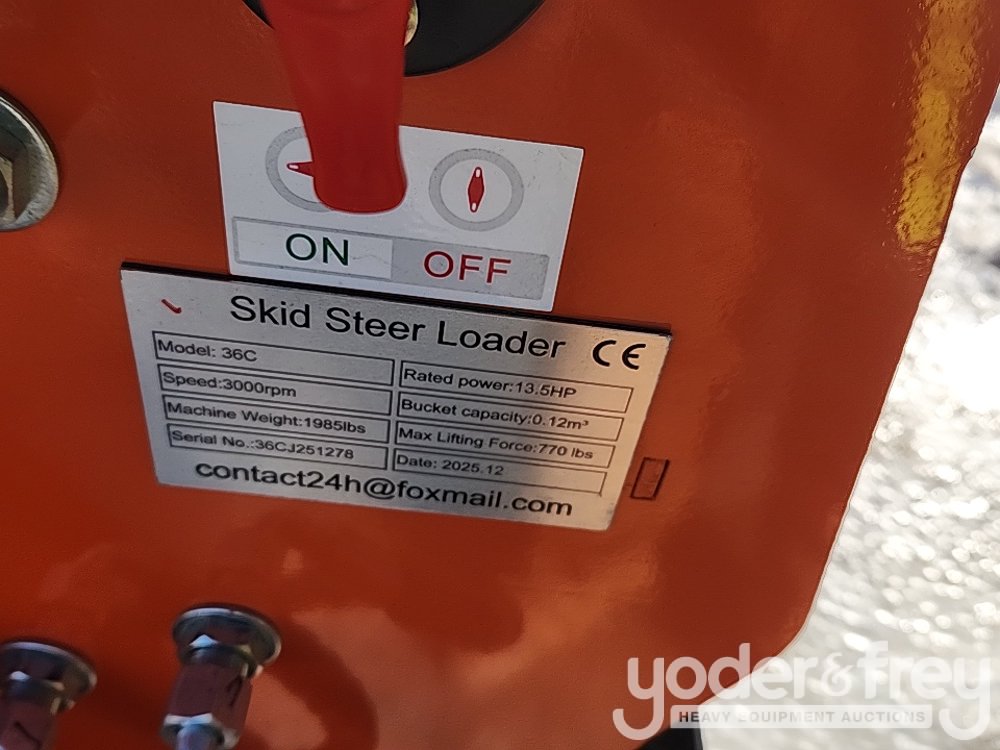 ON OFF
Skid Steer Loader CE
Model: 36C
Rated power:13.5HP
Speed:3000rpm
Bucket capacity:0.12m³
Machine Weight:1985lbs
Max Lifting Force:770 lbs
Serial No.:36CJ251278
Date: 2025.12
contact24h@foxmail.com
yoder&frey
HEAVY EQUIPMENT AUCTIONS